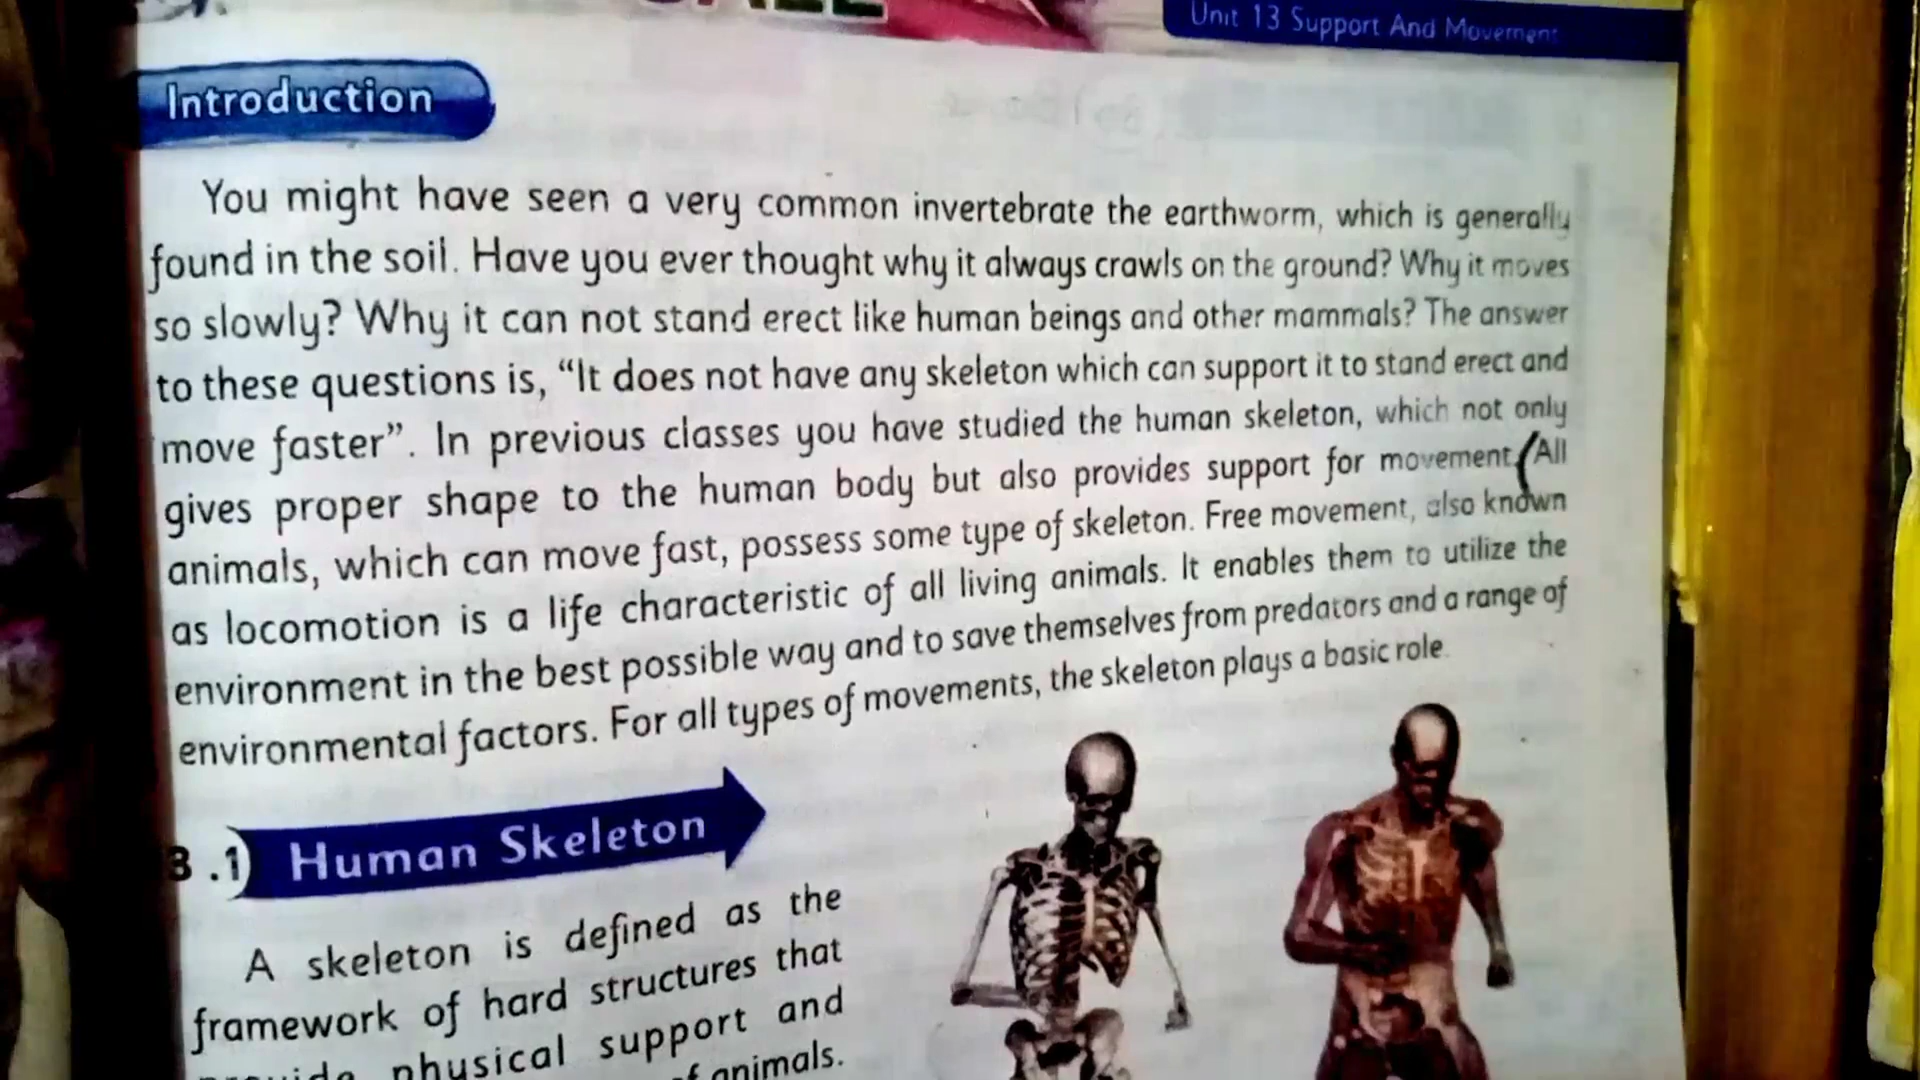 Unit 13 Support And Movement
Introduction
You might have seen a very common invertebrate the earthworm, which is generally
found in the soil. Have you ever thought why it always crawls on the ground? Why it moves
so slowly? Why it can not stand erect like human beings and other mammals? The answer
to these questions is, “It does not have any skeleton which can support it to stand erect and
move faster”. In previous classes you have studied the human skeleton, which not only
gives proper shape to the human body but also provides support for movement. (All
animals, which can move fast, possess some type of skeleton. Free movement, also known
as locomotion is a life characteristic of all living animals. It enables them to utilize the
environment in the best possible way and to save themselves from predators and a range of
environmental factors. For all types of movements, the skeleton plays a basic role.
3.1 Human Skeleton
A skeleton is defined as the
framework of hard structures that
physical support and
of animals.